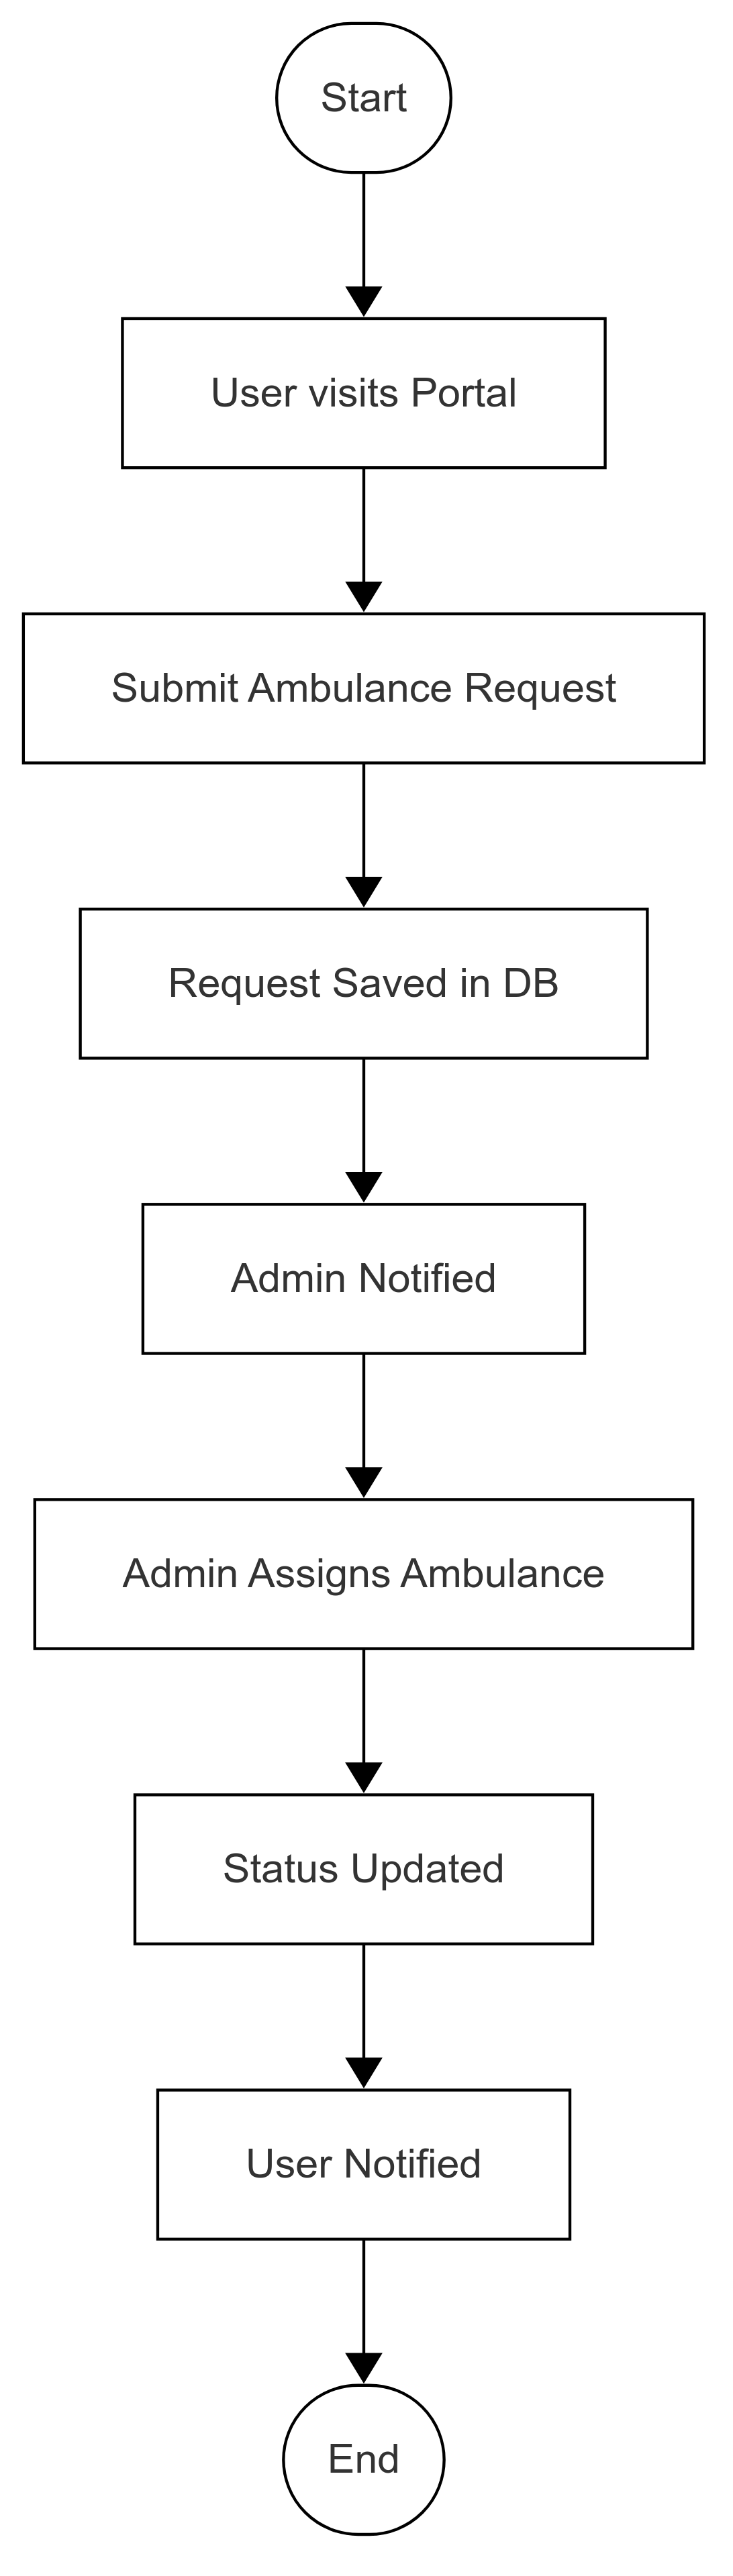 Start
User visits Portal
Submit Ambulance Request
Request Saved in DB
Admin Notified
Admin Assigns Ambulance
Status Updated
User Notified
End